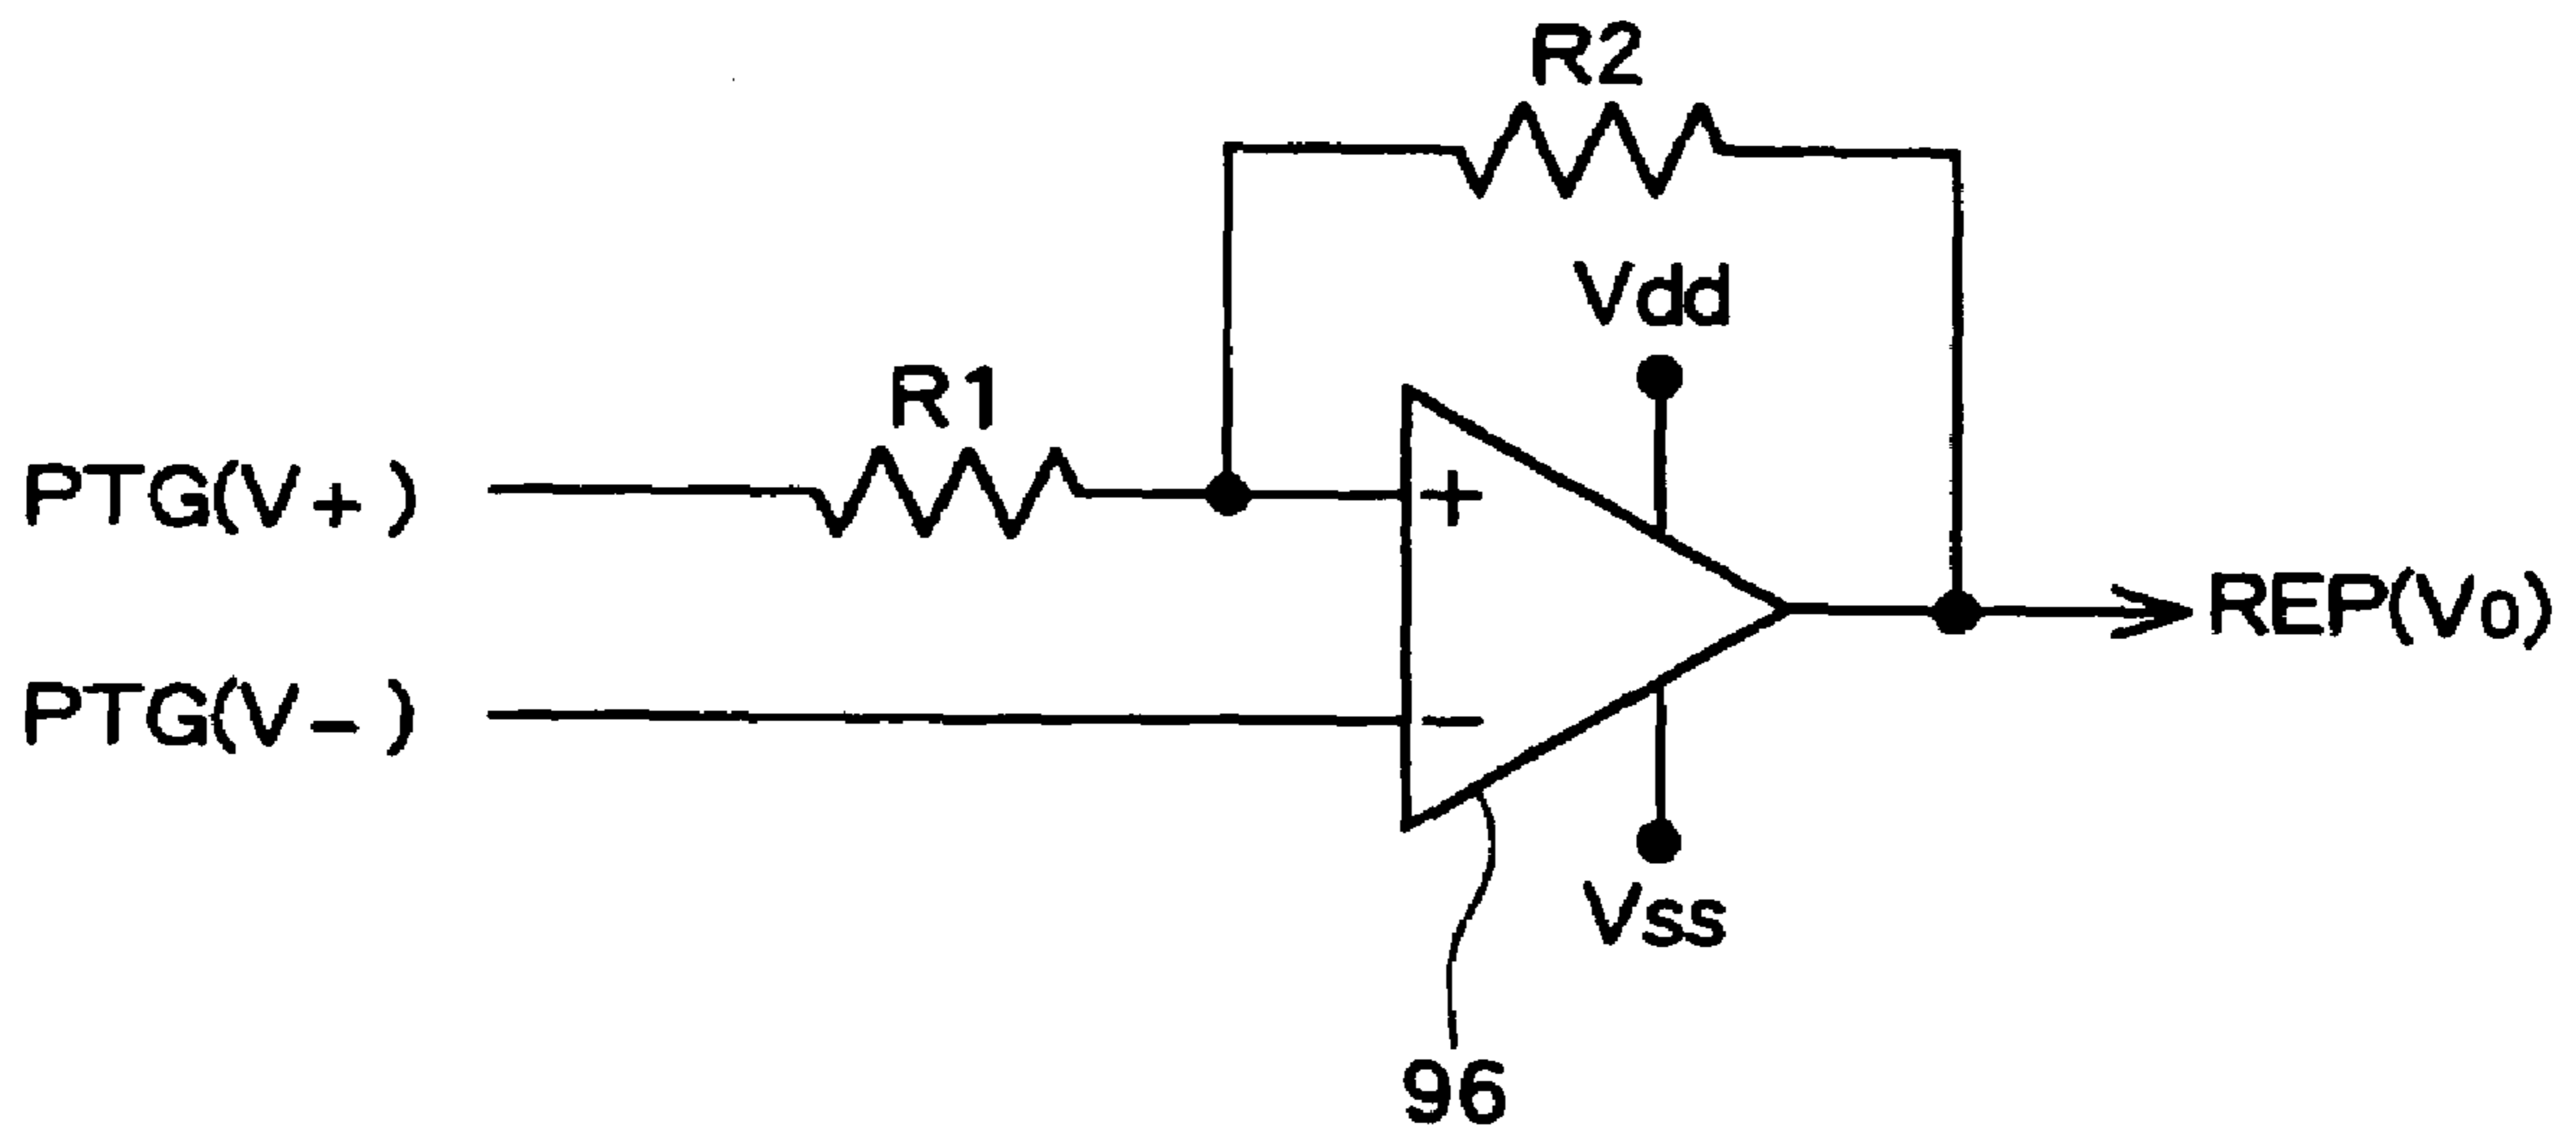 R2
Vdd
R1
PTG(V+)
+
REP(Vo)
PTG(V-)
-
Vss
96